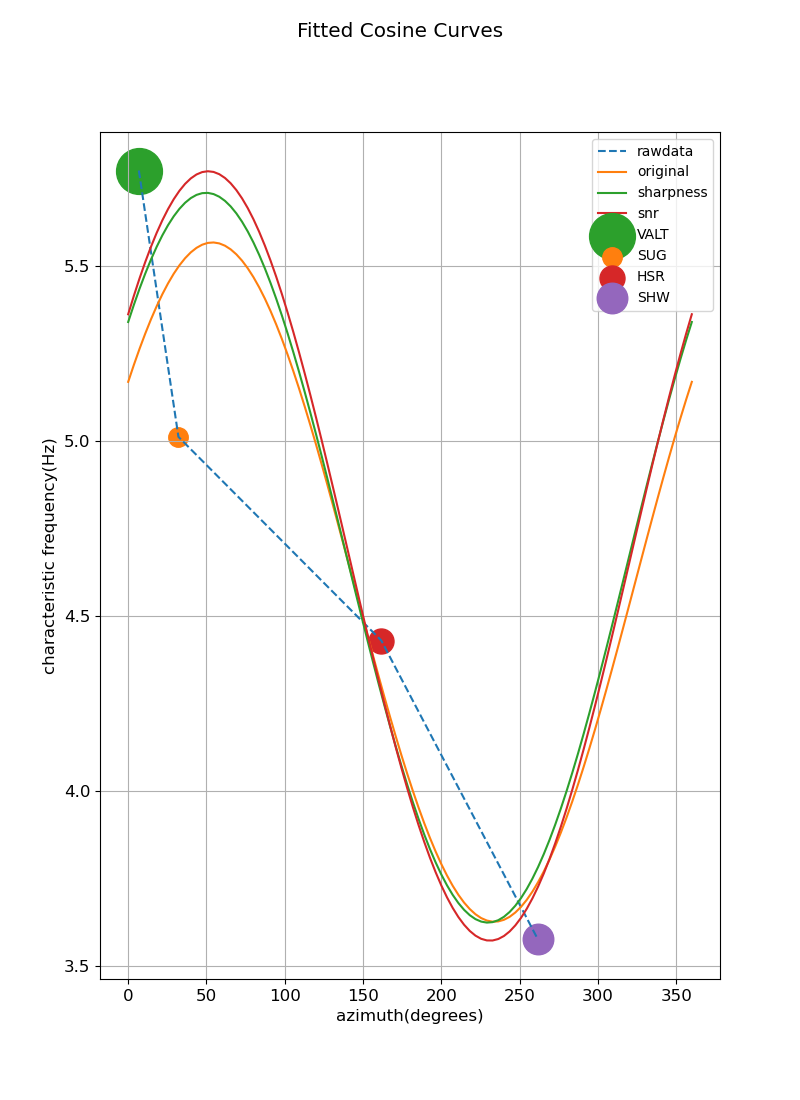 Fitted Cosine Curves
rawdata
original
sharpness
snr
VALT
SUG
HSR
SHW
characteristic frequency(Hz)
5.5
5.0
4.5
4.0
3.5
0 50 100 150 200 250 300 350
azimuth(degrees)